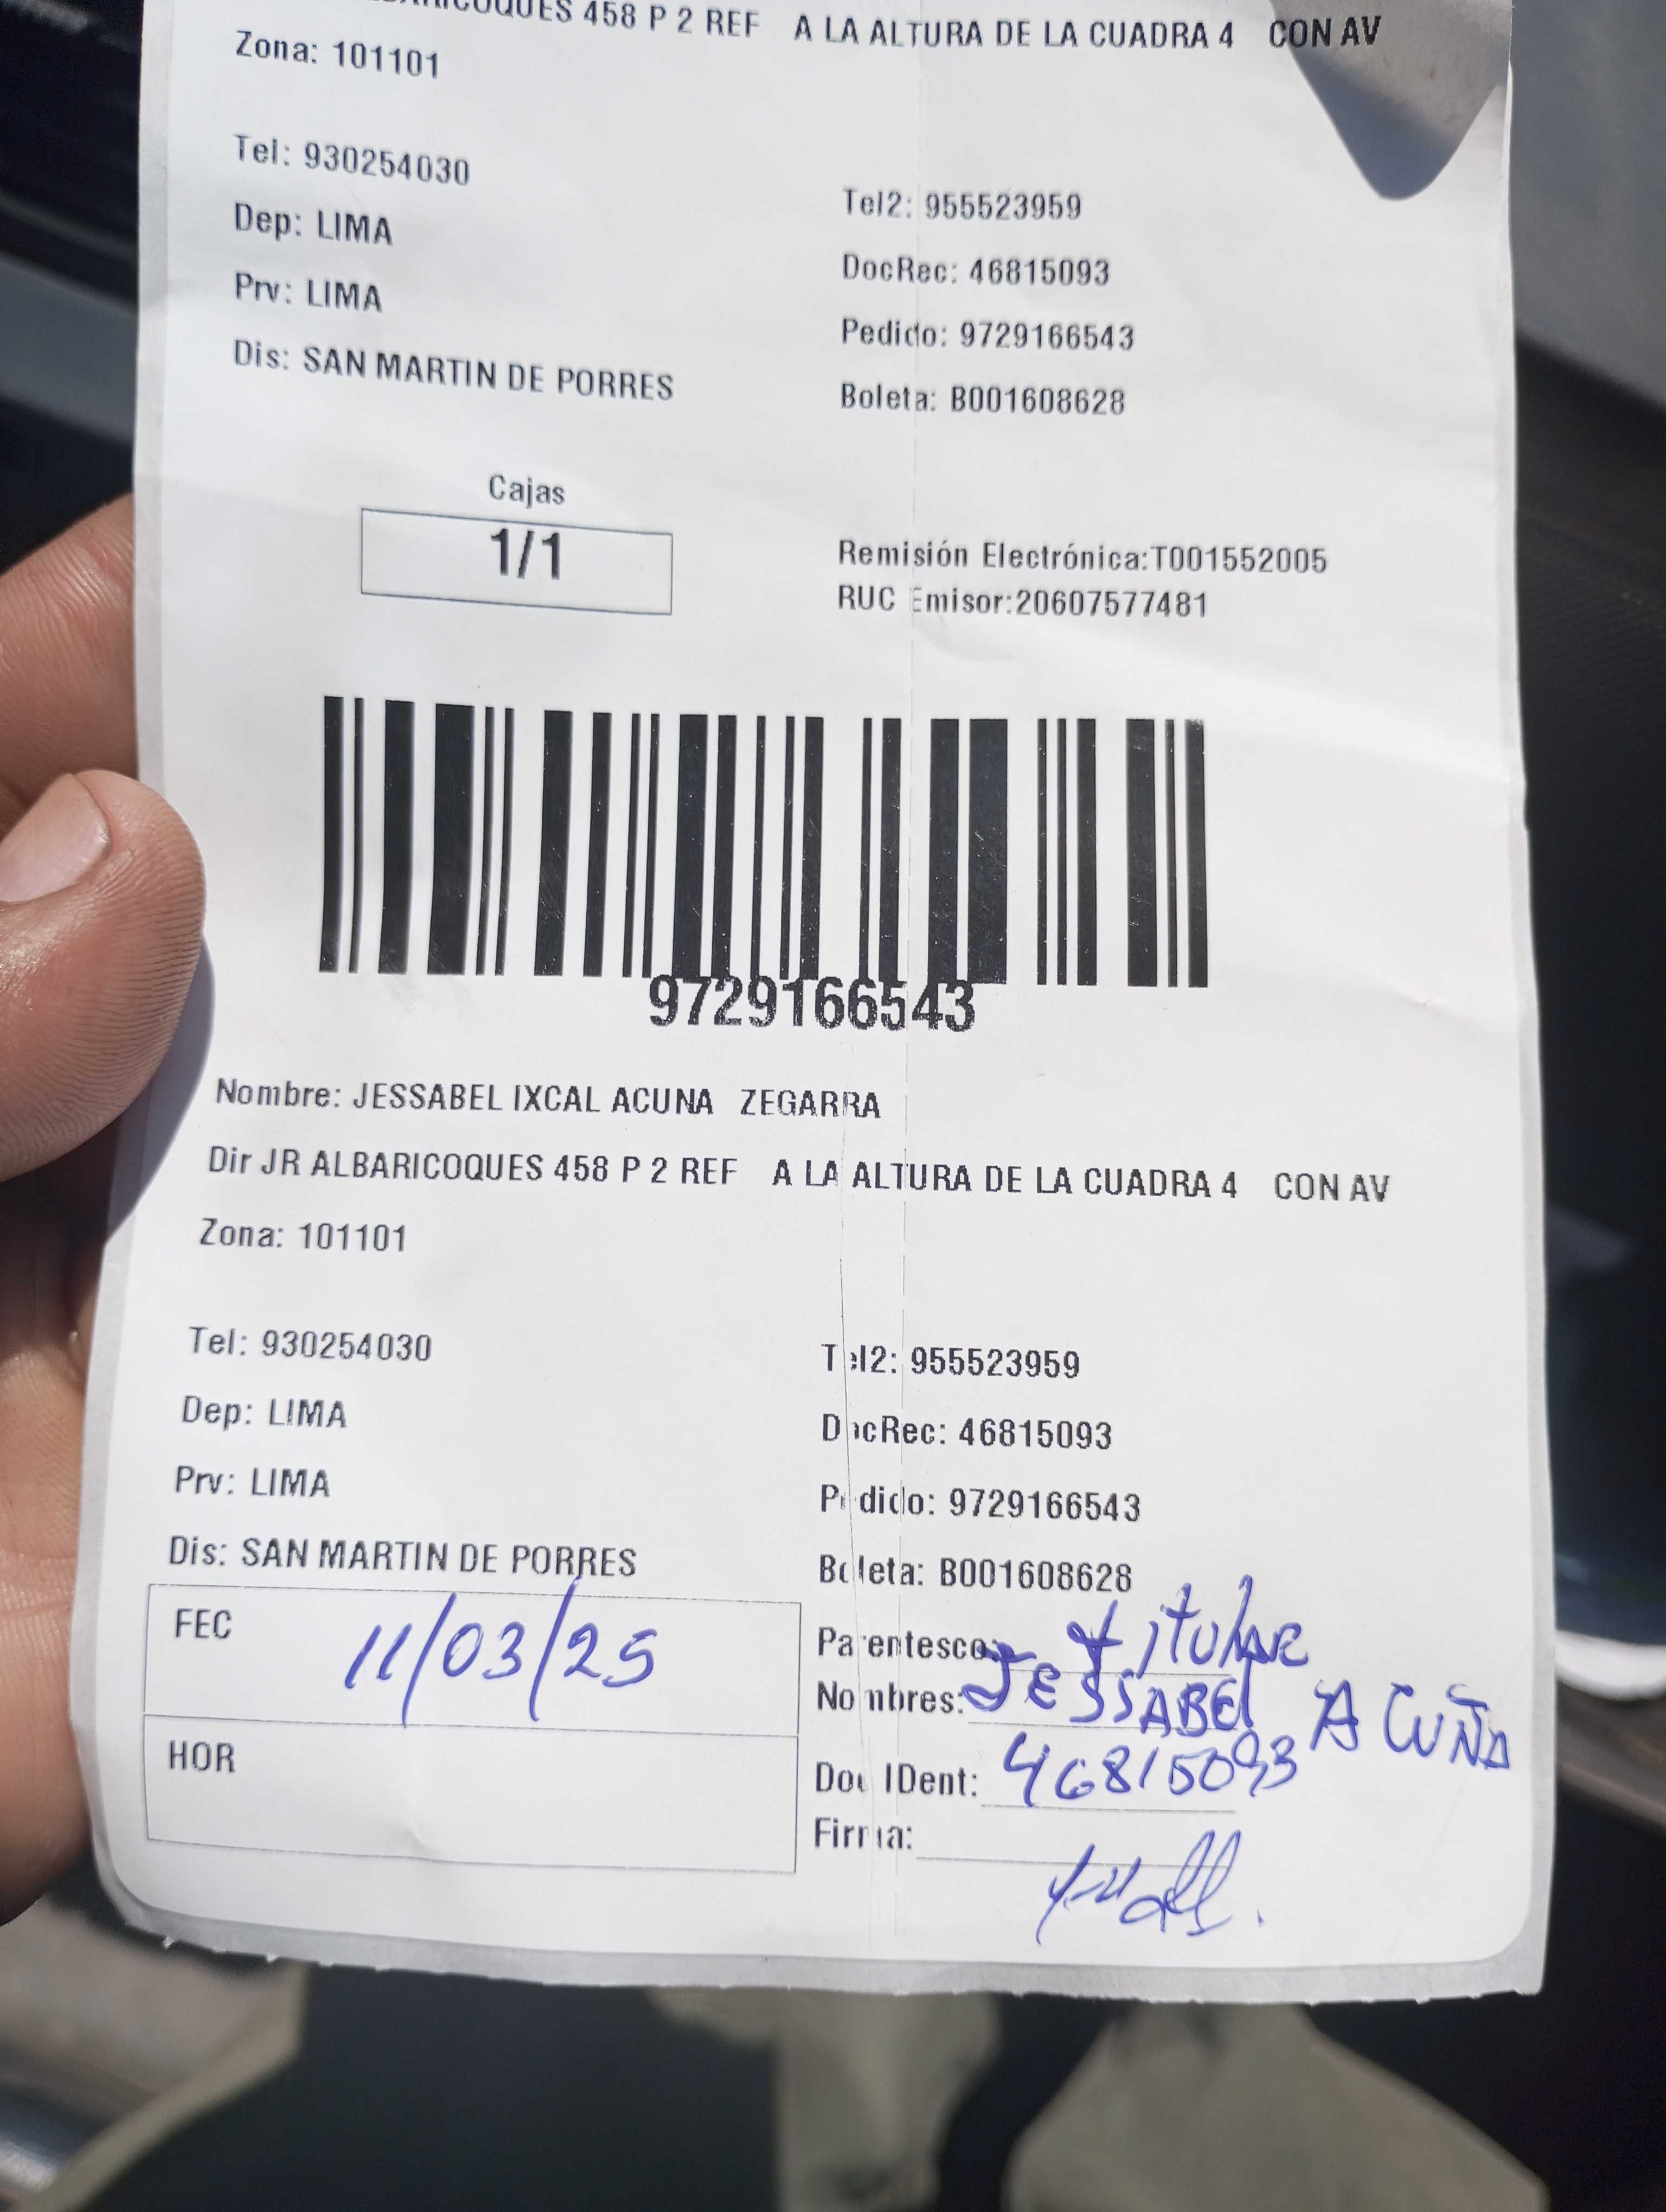 458 P 2 REF A LA ALTURA DE LA CUADRA 4 CON AV
Zona: 101101
Tel: 930254030
Tel2: 955523959
Dep: LIMA
DocRec: 46815093
Prv: LIMA
Pedido: 9729166543
Dis: SAN MARTIN DE PORRES
Boleta: B001608628
Cajas
1/1
Remisión Electrónica:T001552005
RUC Emisor:20607577481
9729166543
Nombre: JESSABEL IXCAL ACUNA ZEGARRA
Dir JR ALBARICOQUES 458 P 2 REF A LA ALTURA DE LA CUADRA 4 CON AV
Zona: 101101
Tel: 930254030
Tel2: 955523959
Dep: LIMA
DocRec: 46815093
Prv: LIMA
Pedido: 9729166543
Dis: SAN MARTIN DE PORRES
Boleta: B001608628
FEC 11/03/25
Parentesco: titular
Nombres: JESSABEL ACUÑA
HOR
Doc IDent: 46815093
Firma: